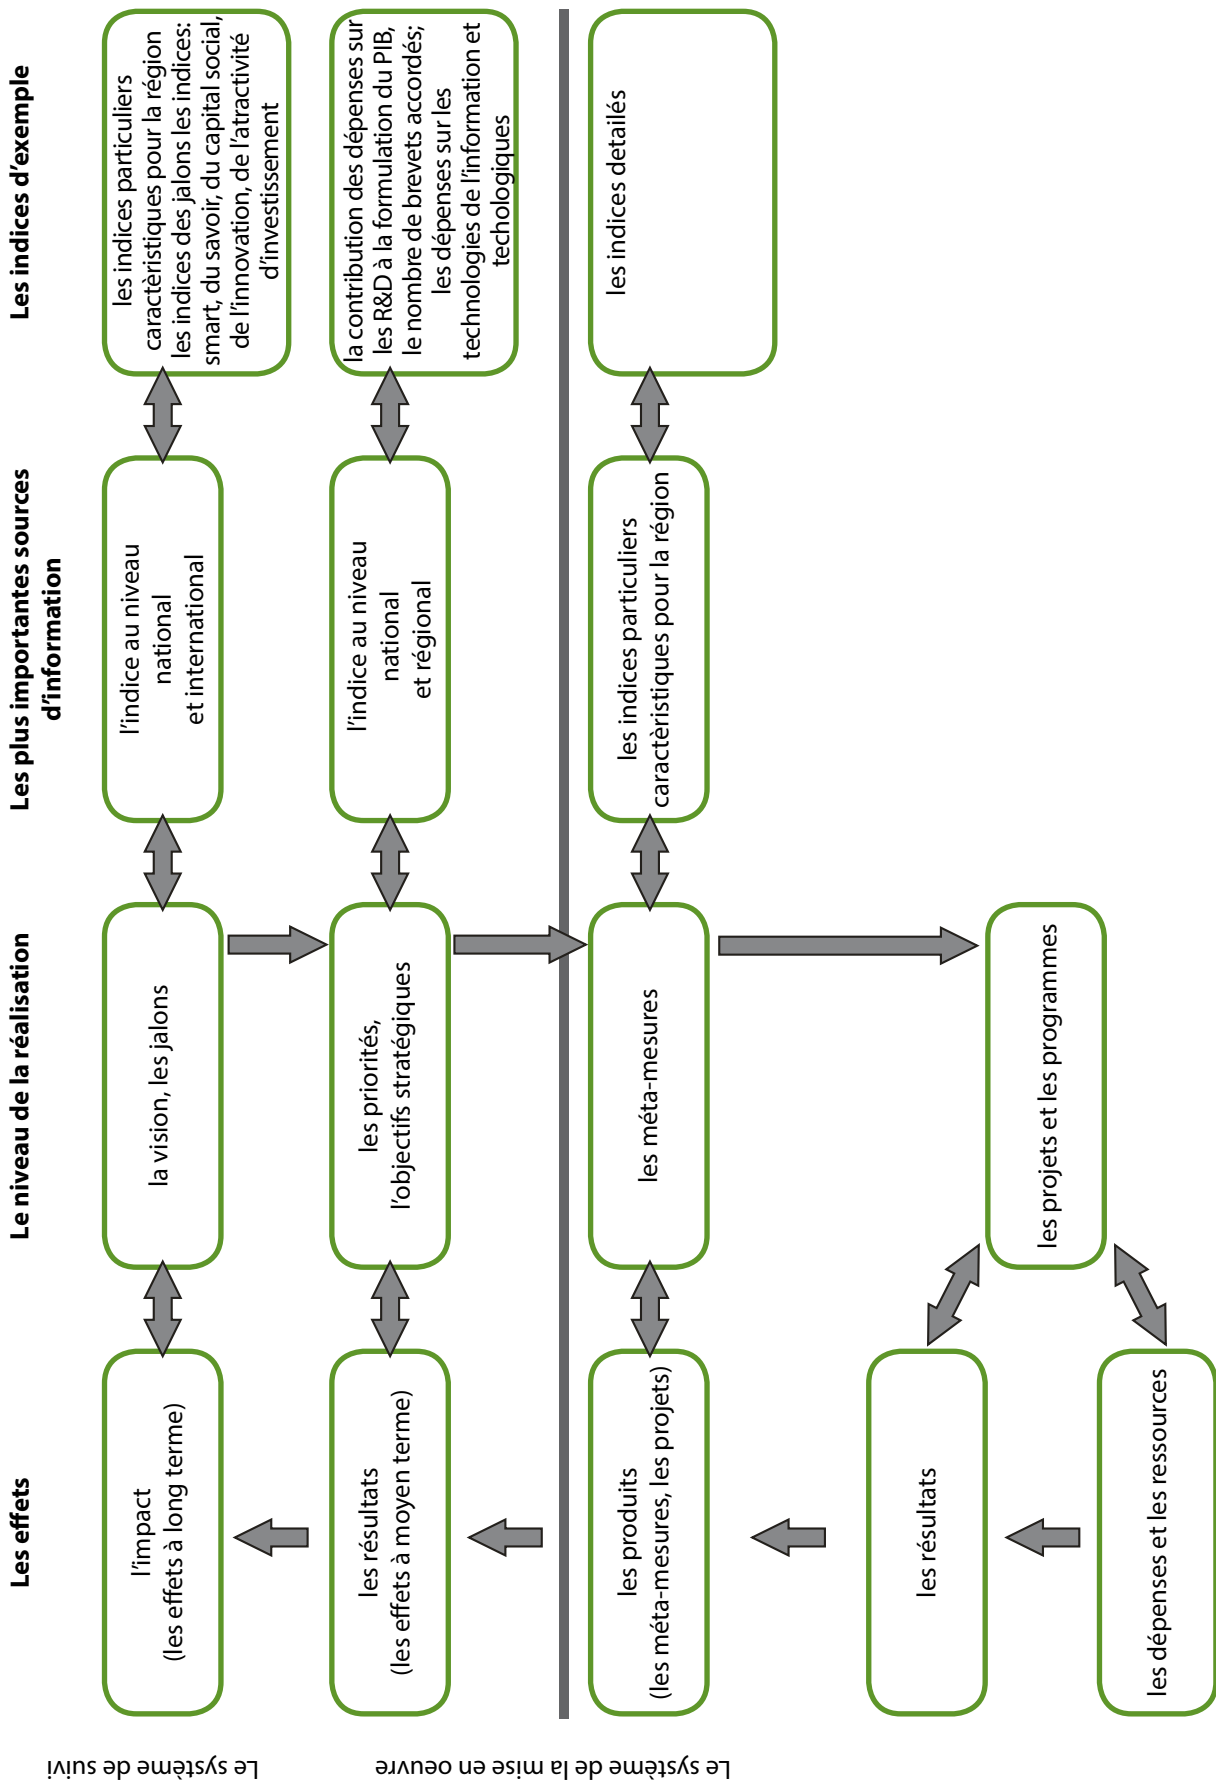 Les effets
Le niveau de la réalisation
Les plus importantes sources
d'information
Les indices d'exemple
Le système de suivi
l'impact
(les effets à long terme)
la vision, les jalons
l'indice au niveau
national
et international
les indices particuliers
caractèristiques pour la région
les indices des jalons les indices:
smart, du savoir, du capital social,
de l'innovation, de l'atractivité
d'investissement
les résultats
(les effets à moyen terme)
les priorités,
l'objectifs stratégiques
l'indice au niveau
national
et régional
la contribution des dépenses sur
les R&D à la formulation du PIB,
le nombre de brevets accordés;
les dépenses sur les
technologies de l'information et
techologiques
Le système de la mise en oeuvre
les produits
(les méta-mesures, les projets)
les méta-mesures
les indices particuliers
caractèristiques pour la région
les indices detailés
les résultats
les projets et les programmes
les dépenses et les ressources